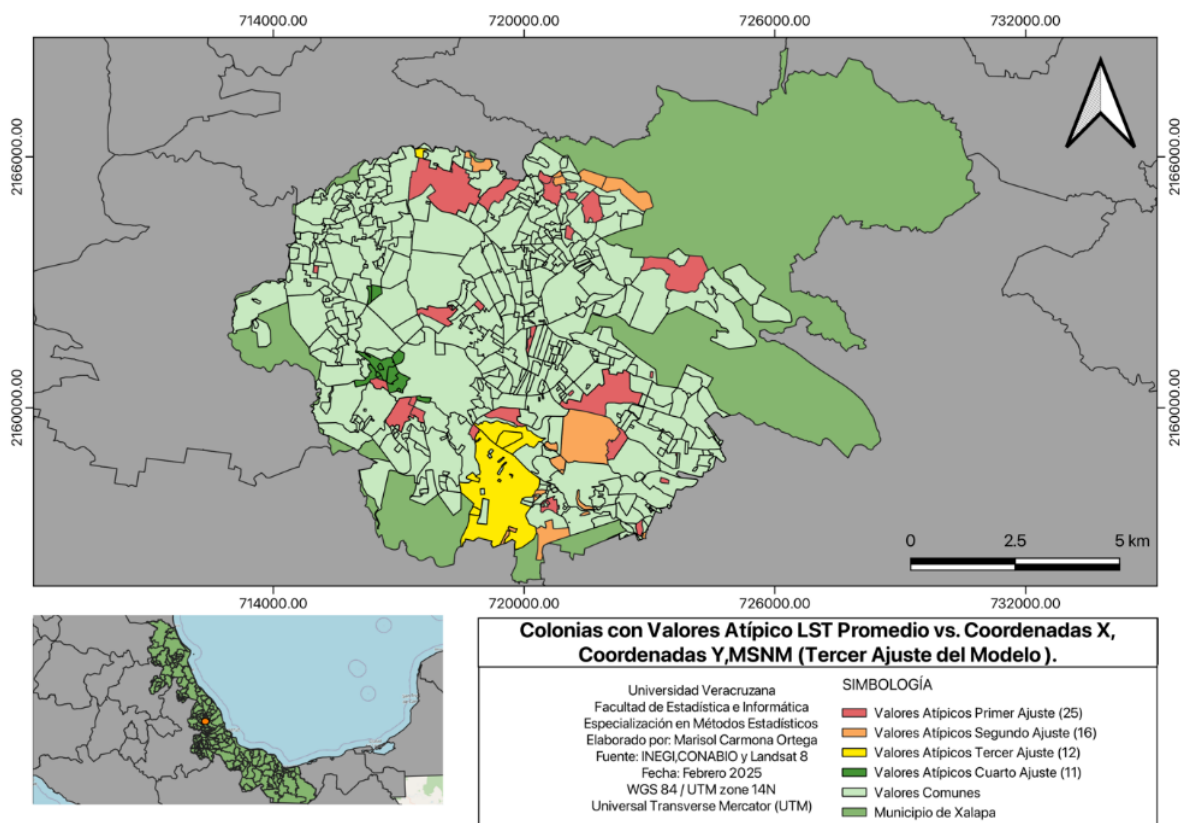 714000.00
720000.00
726000.00
732000.00
2166000.00
2166000.00
2160000.00
2160000.00
0
2.5
5 km
714000.00
720000.00
726000.00
732000.00
Colonias con Valores Atípico LST Promedio vs. Coordenadas X,
Coordenadas Y,MSNM (Tercer Ajuste del Modelo ).
Universidad Veracruzana
Facultad de Estadística e Informática
Especialización en Métodos Estadísticos
Elaborado por: Marisol Carmona Ortega
Fuente: INEGI,CONABIO y Landsat 8
Fecha: Febrero 2025
WGS 84 / UTM zone 14N
Universal Transverse Mercator (UTM)
SIMBOLOGÍA
Valores Atípicos Primer Ajuste (25)
Valores Atípicos Segundo Ajuste (16)
Valores Atípicos Tercer Ajuste (12)
Valores Atípicos Cuarto Ajuste (11)
Valores Comunes
Municipio de Xalapa